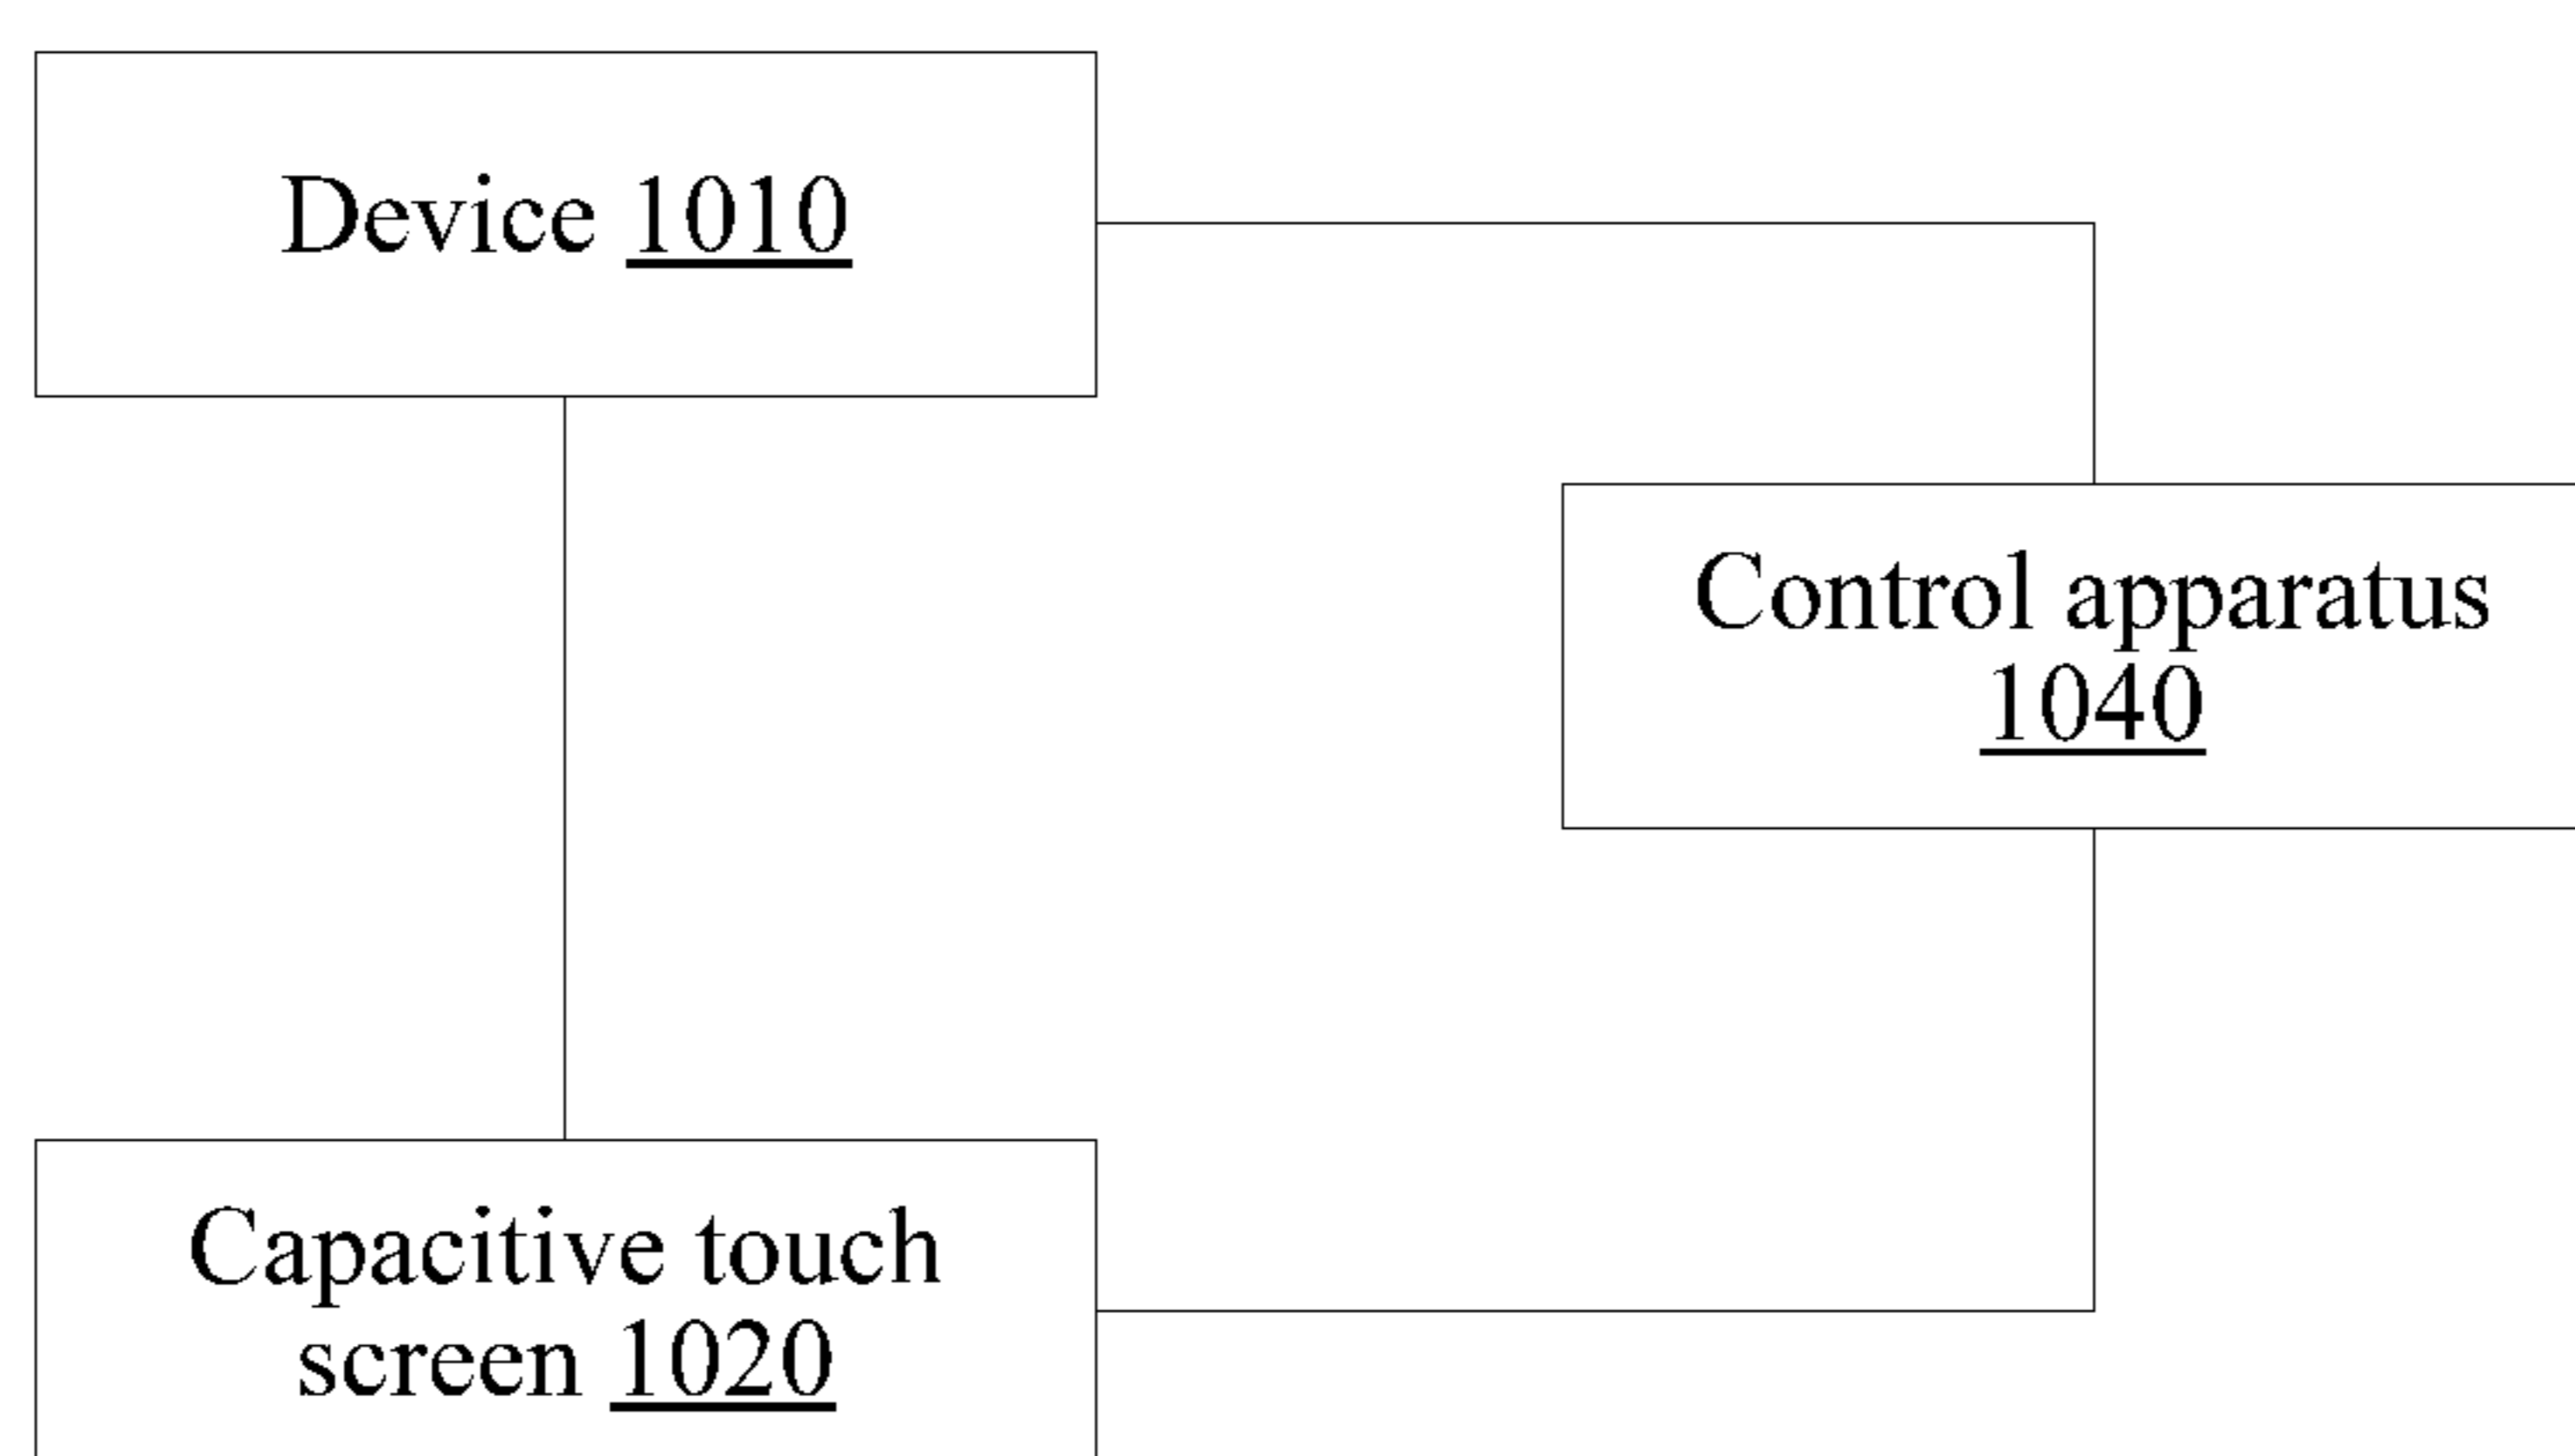 Device 1010
Control apparatus
1040
Capacitive touch
screen 1020